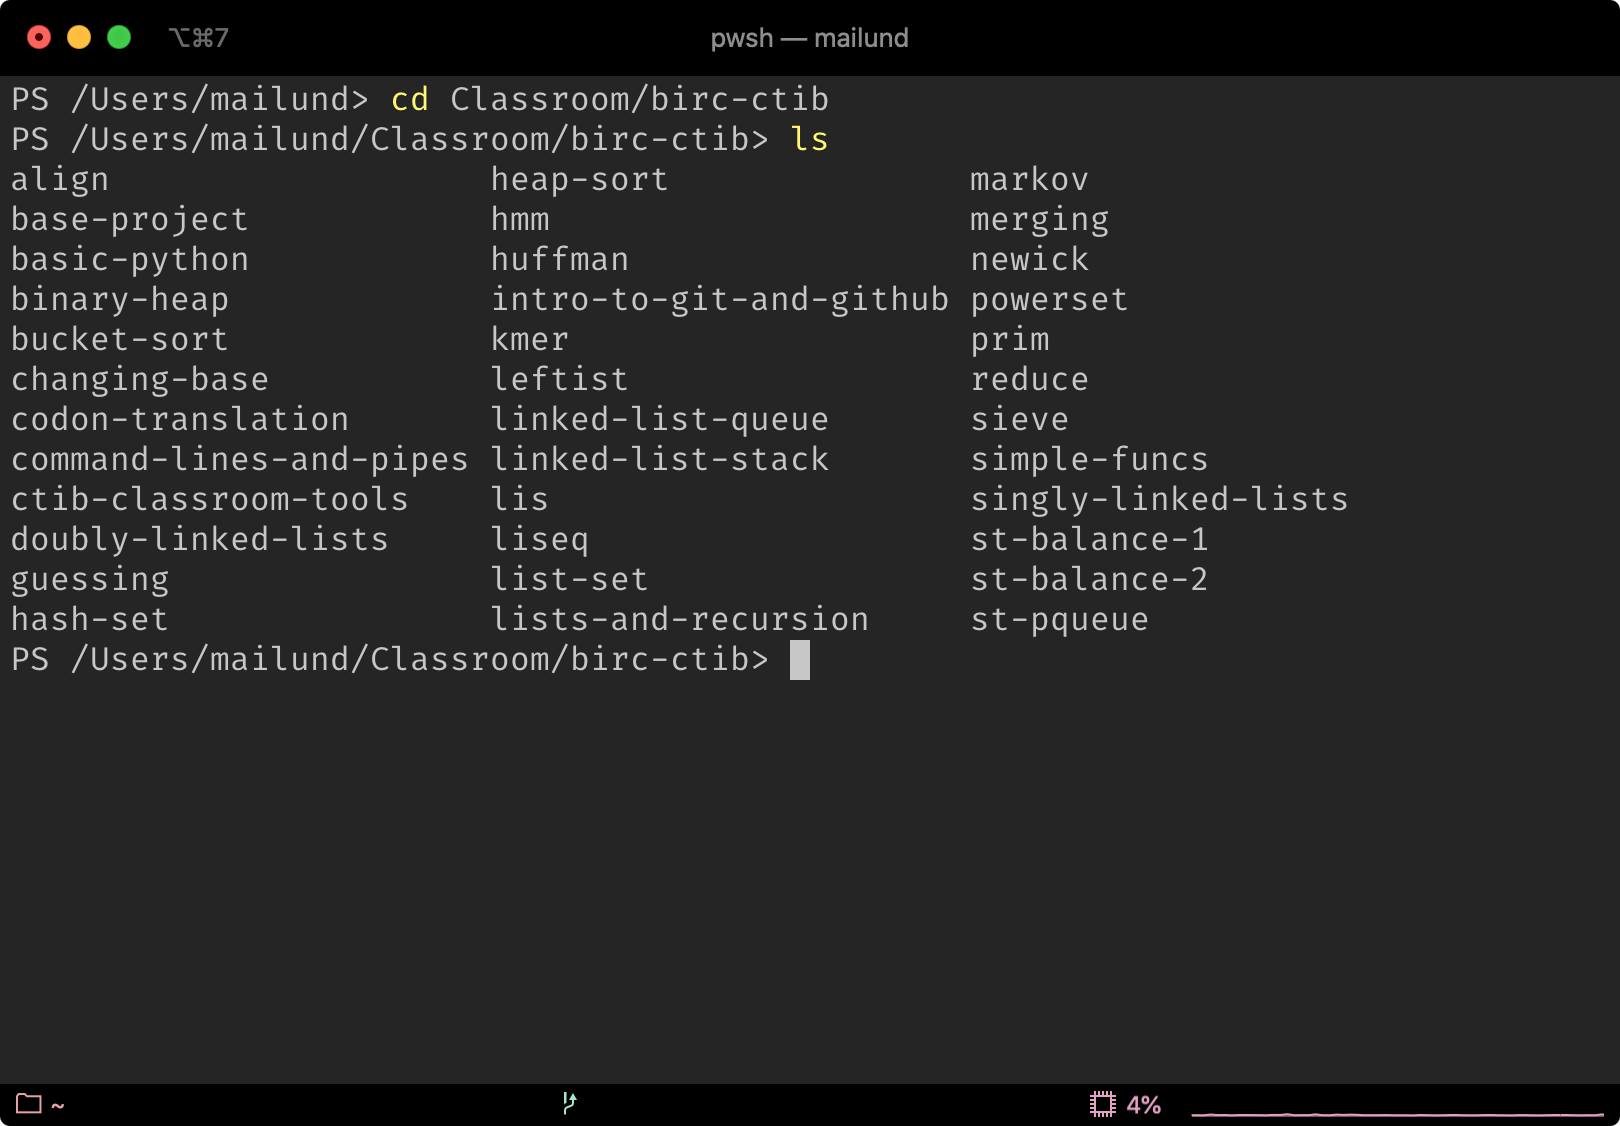 ⌥⌘7 pwsh — mailund
PS /Users/mailund> cd Classroom/birc-ctib
PS /Users/mailund/Classroom/birc-ctib> ls
align heap-sort markov
base-project hmm merging
basic-python huffman newick
binary-heap intro-to-git-and-github powerset
bucket-sort kmer prim
changing-base leftist reduce
codon-translation linked-list-queue sieve
command-lines-and-pipes linked-list-stack simple-funcs
ctib-classroom-tools lis singly-linked-lists
doubly-linked-lists liseq st-balance-1
guessing list-set st-balance-2
hash-set lists-and-recursion st-pqueue
PS /Users/mailund/Classroom/birc-ctib>
~ 4%